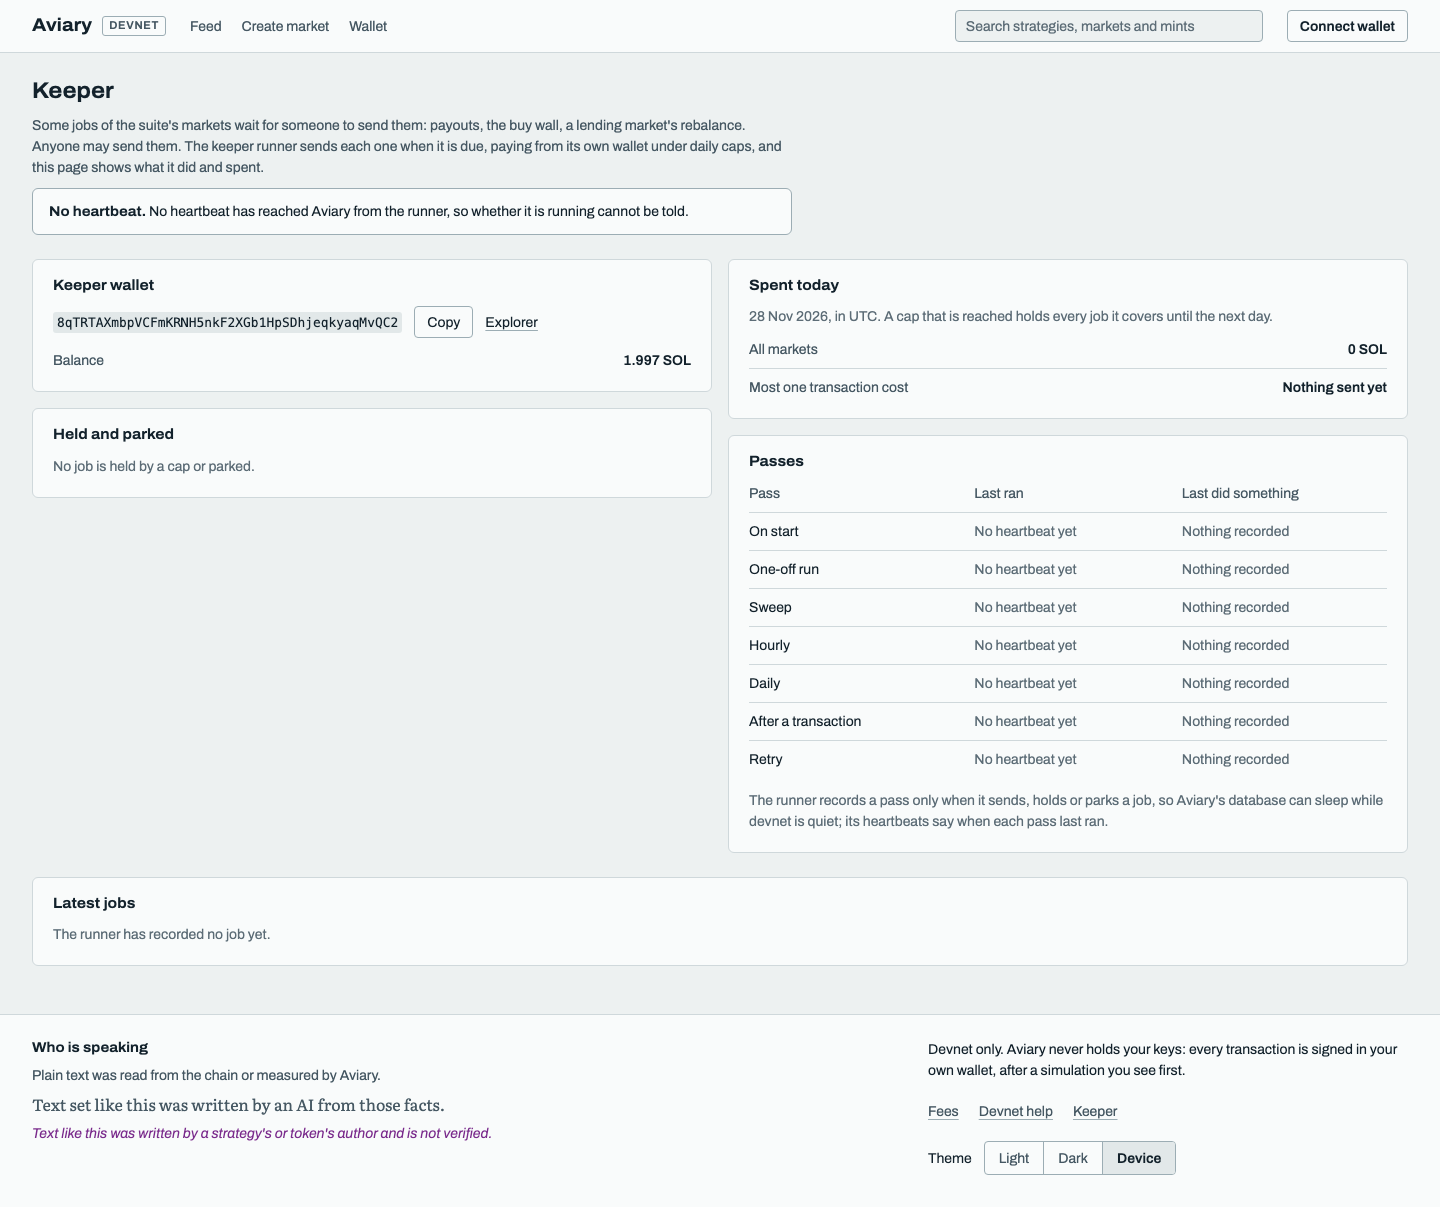 Aviary DEVNET Feed Create market Wallet Search strategies, markets and mints Connect wallet
Keeper
Some jobs of the suite's markets wait for someone to send them: payouts, the buy wall, a lending market's rebalance.
Anyone may send them. The keeper runner sends each one when it is due, paying from its own wallet under daily caps, and
this page shows what it did and spent.
No heartbeat. No heartbeat has reached Aviary from the runner, so whether it is running cannot be told.
Keeper wallet
8qTRTAXmbpVCFmKRNH5nkF2XGb1HpSDhjeqkyaqMvQC2 Copy Explorer
Balance 1.997 SOL
Held and parked
No job is held by a cap or parked.
Spent today
28 Nov 2026, in UTC. A cap that is reached holds every job it covers until the next day.
All markets 0 SOL
Most one transaction cost Nothing sent yet
Passes
Pass Last ran Last did something
On start No heartbeat yet Nothing recorded
One-off run No heartbeat yet Nothing recorded
Sweep No heartbeat yet Nothing recorded
Hourly No heartbeat yet Nothing recorded
Daily No heartbeat yet Nothing recorded
After a transaction No heartbeat yet Nothing recorded
Retry No heartbeat yet Nothing recorded
The runner records a pass only when it sends, holds or parks a job, so Aviary's database can sleep while
devnet is quiet; its heartbeats say when each pass last ran.
Latest jobs
The runner has recorded no job yet.
Who is speaking
Plain text was read from the chain or measured by Aviary.
Text set like this was written by an AI from those facts.
Text like this was written by a strategy's or token's author and is not verified.
Devnet only. Aviary never holds your keys: every transaction is signed in your
own wallet, after a simulation you see first.
Fees Devnet help Keeper
Theme Light Dark Device